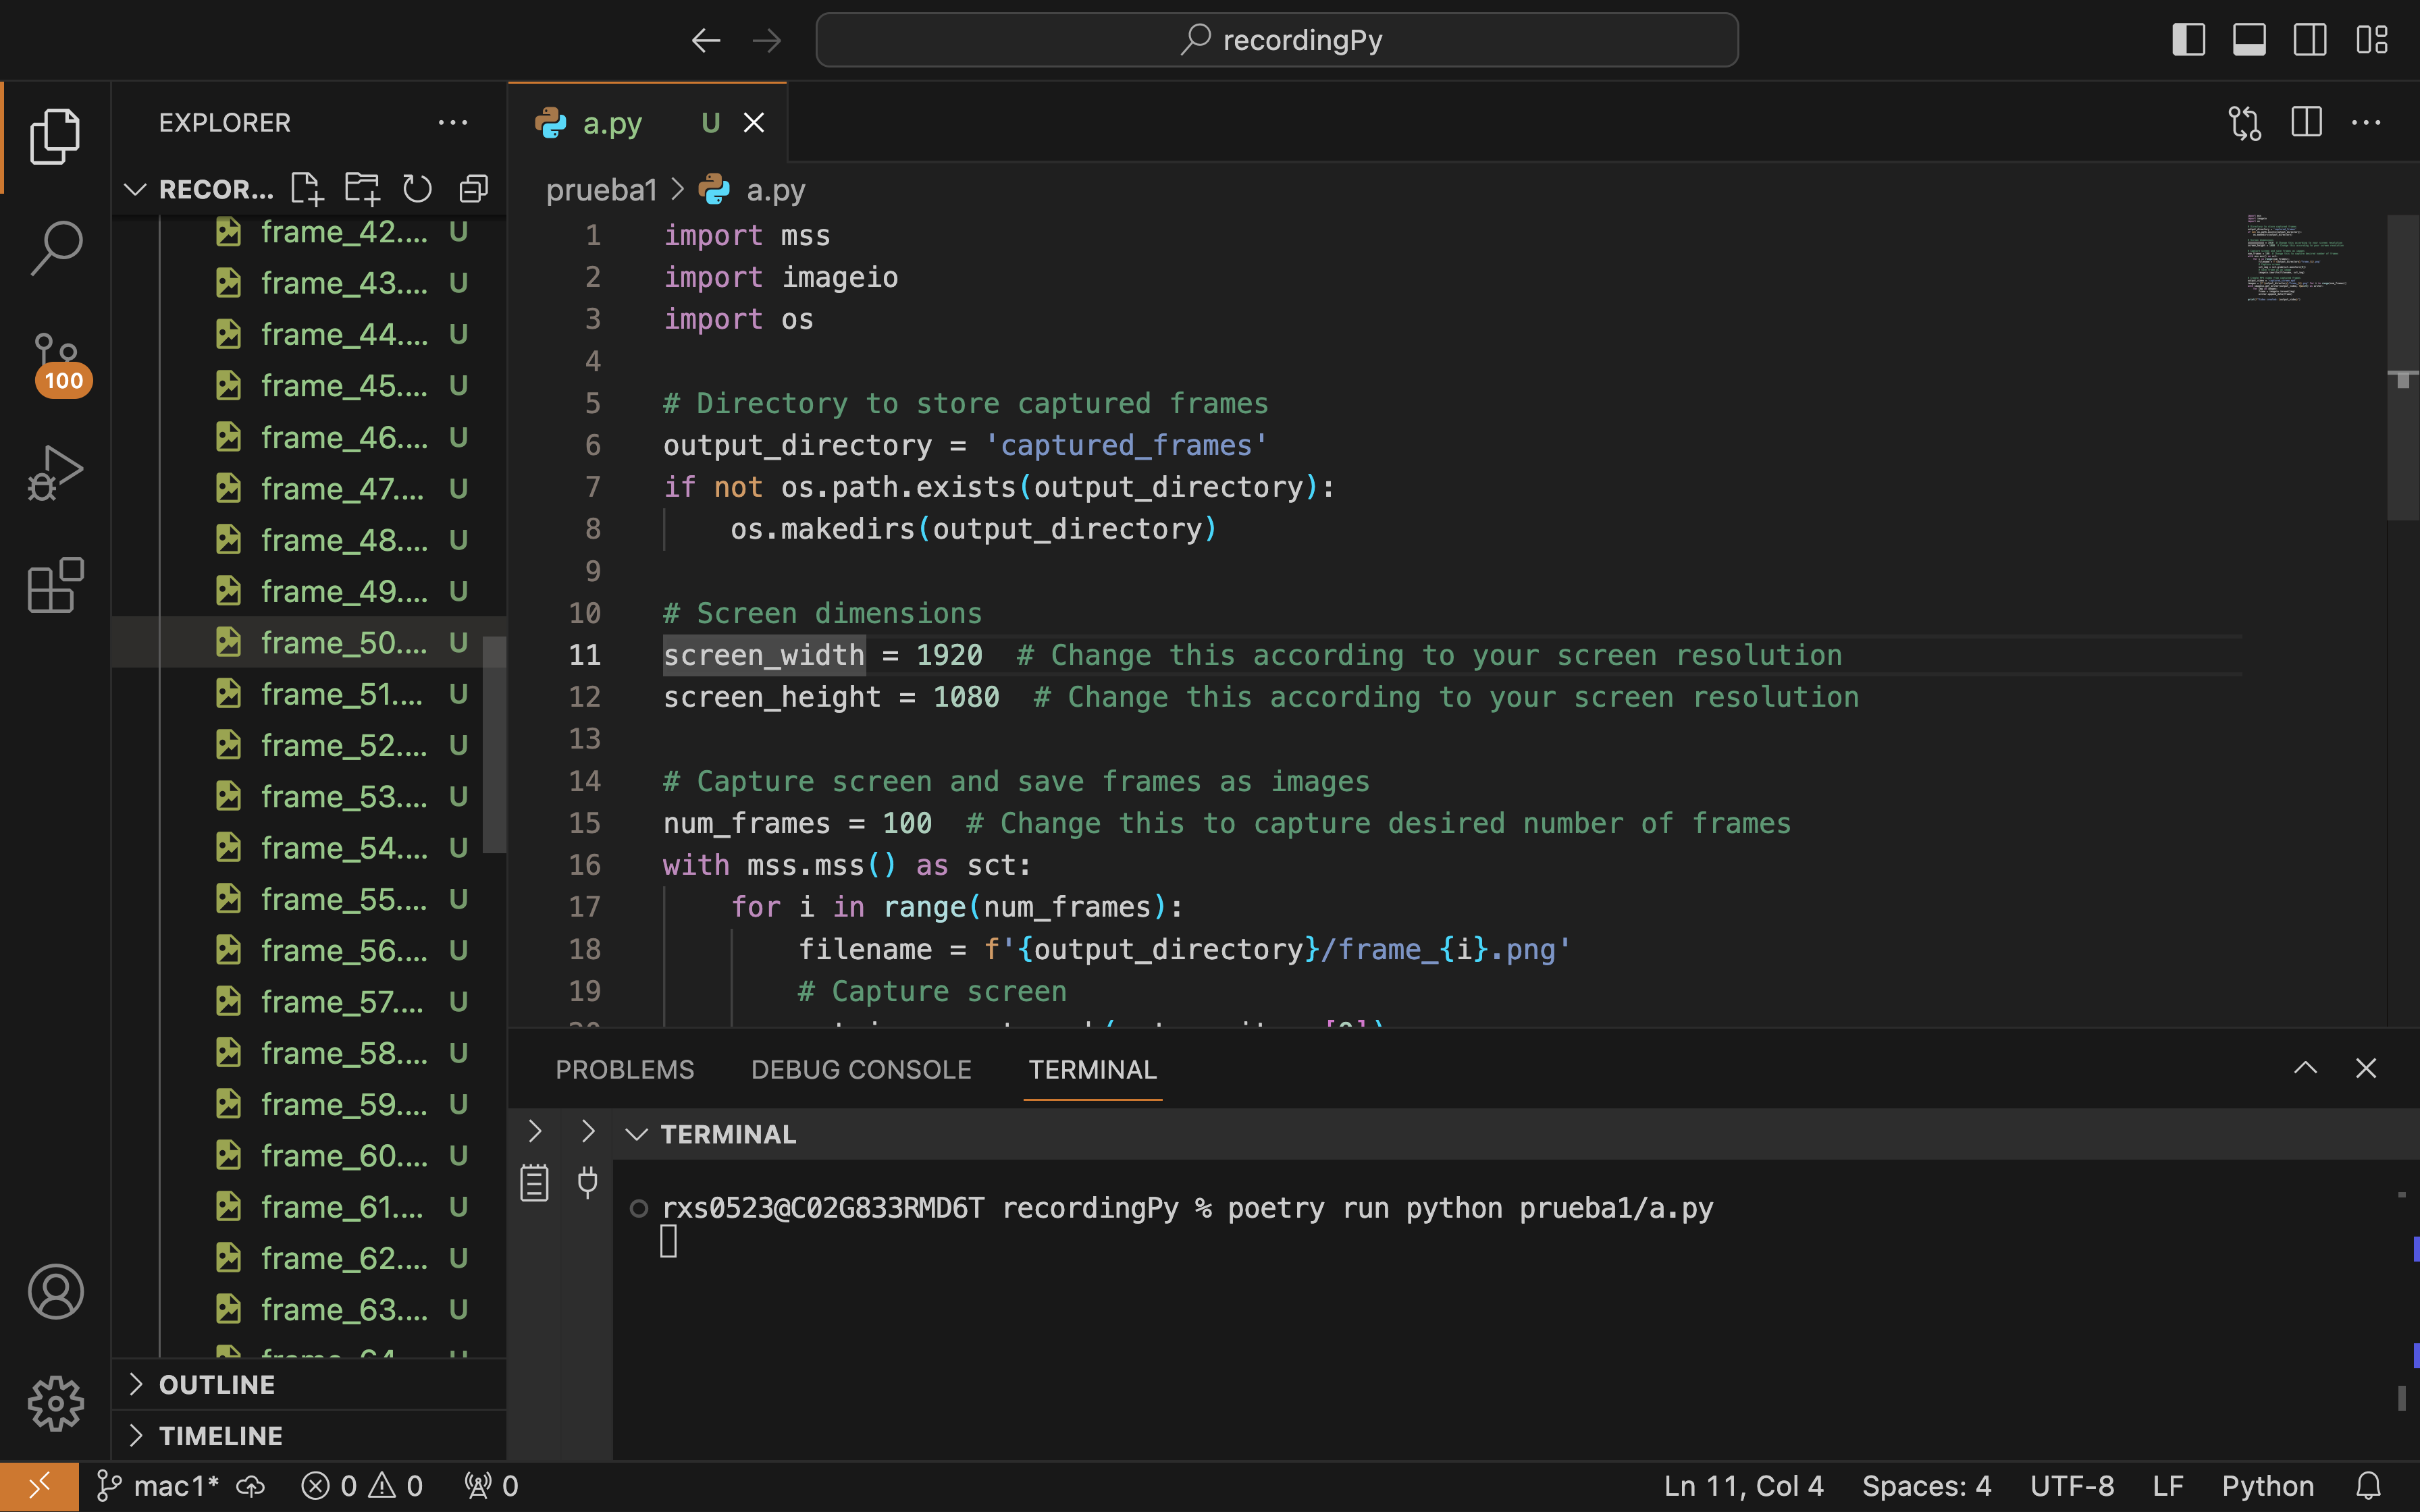 recordingPy
EXPLORER
RECOR...
frame_42.... U
frame_43.... U
frame_44.... U
frame_45.... U
frame_46.... U
frame_47.... U
frame_48.... U
frame_49.... U
frame_50.... U
frame_51.... U
frame_52.... U
frame_53.... U
frame_54.... U
frame_55.... U
frame_56.... U
frame_57.... U
frame_58.... U
frame_59.... U
frame_60.... U
frame_61.... U
frame_62.... U
frame_63.... U
OUTLINE
TIMELINE
100
a.py U
prueba1 > a.py
1 import mss
2 import imageio
3 import os
4
5 # Directory to store captured frames
6 output_directory = 'captured_frames'
7 if not os.path.exists(output_directory):
8 os.makedirs(output_directory)
9
10 # Screen dimensions
11 screen_width = 1920 # Change this according to your screen resolution
12 screen_height = 1080 # Change this according to your screen resolution
13
14 # Capture screen and save frames as images
15 num_frames = 100 # Change this to capture desired number of frames
16 with mss.mss() as sct:
17 for i in range(num_frames):
18 filename = f'{output_directory}/frame_{i}.png'
19 # Capture screen
PROBLEMS DEBUG CONSOLE TERMINAL
TERMINAL
rxs0523@C02G833RMD6T recordingPy % poetry run python prueba1/a.py
mac1* 0 0 0 Ln 11, Col 4 Spaces: 4 UTF-8 LF Python